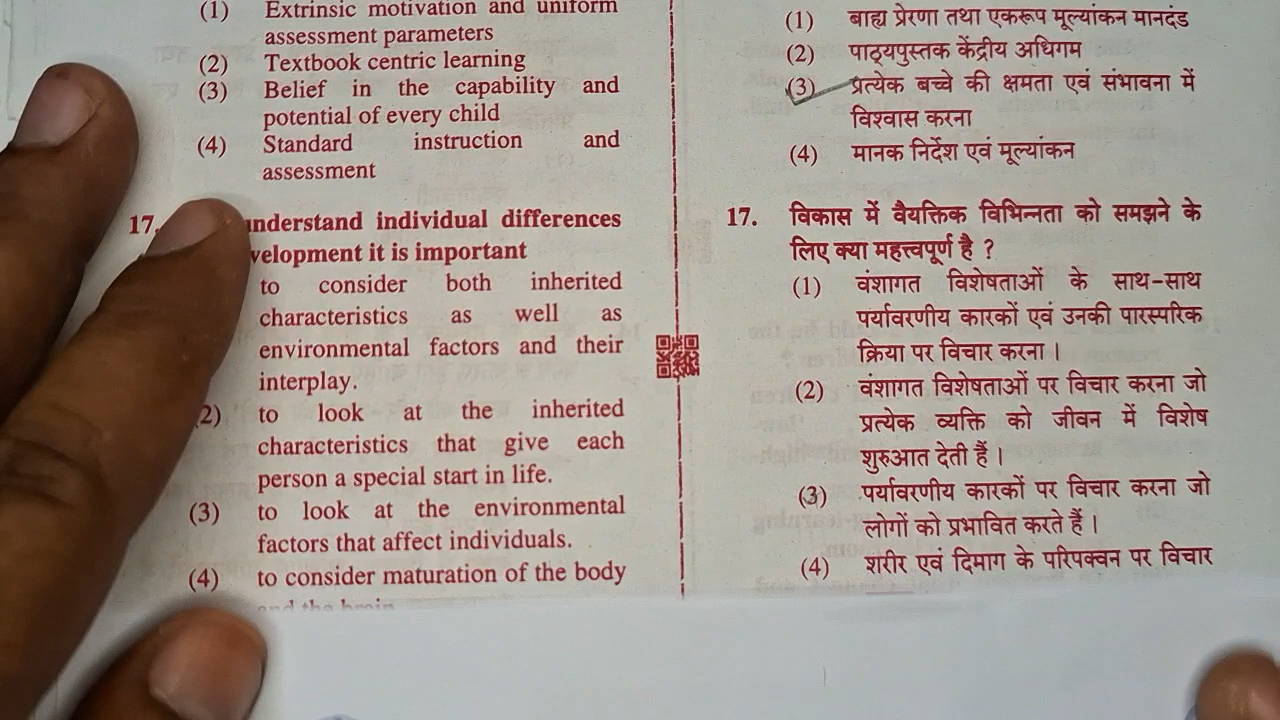 (1) Extrinsic motivation and uniform
assessment parameters
(2) Textbook centric learning
(3) Belief in the capability and
potential of every child
(4) Standard instruction and
assessment
17. understand individual differences
it is important
to consider both inherited
characteristics as well as
environmental factors and their
interplay.
2) to look at the inherited
characteristics that give each
person a special start in life.
(3) to look at the environmental
factors that affect individuals.
(4) to consider maturation of the body
and the brain
(1) बाह्य प्रेरणा तथा एकरूप मूल्यांकन मानदंड
(2) पाठ्यपुस्तक केंद्रीय अधिगम
(3) प्रत्येक बच्चे की क्षमता एवं संभावना में
विश्वास करना
(4) मानक निर्देश एवं मूल्यांकन
17. विकास में वैयक्तिक विभिन्नता को समझने के
लिए क्या महत्त्वपूर्ण है ?
(1) वंशागत विशेषताओं के साथ-साथ
पर्यावरणीय कारकों एवं उनकी पारस्परिक
क्रिया पर विचार करना ।
(2) वंशागत विशेषताओं पर विचार करना जो
प्रत्येक व्यक्ति को जीवन में विशेष
शुरुआत देती हैं ।
(3) पर्यावरणीय कारकों पर विचार करना जो
लोगों को प्रभावित करते हैं ।
(4) शरीर एवं दिमाग के परिपक्वन पर विचार